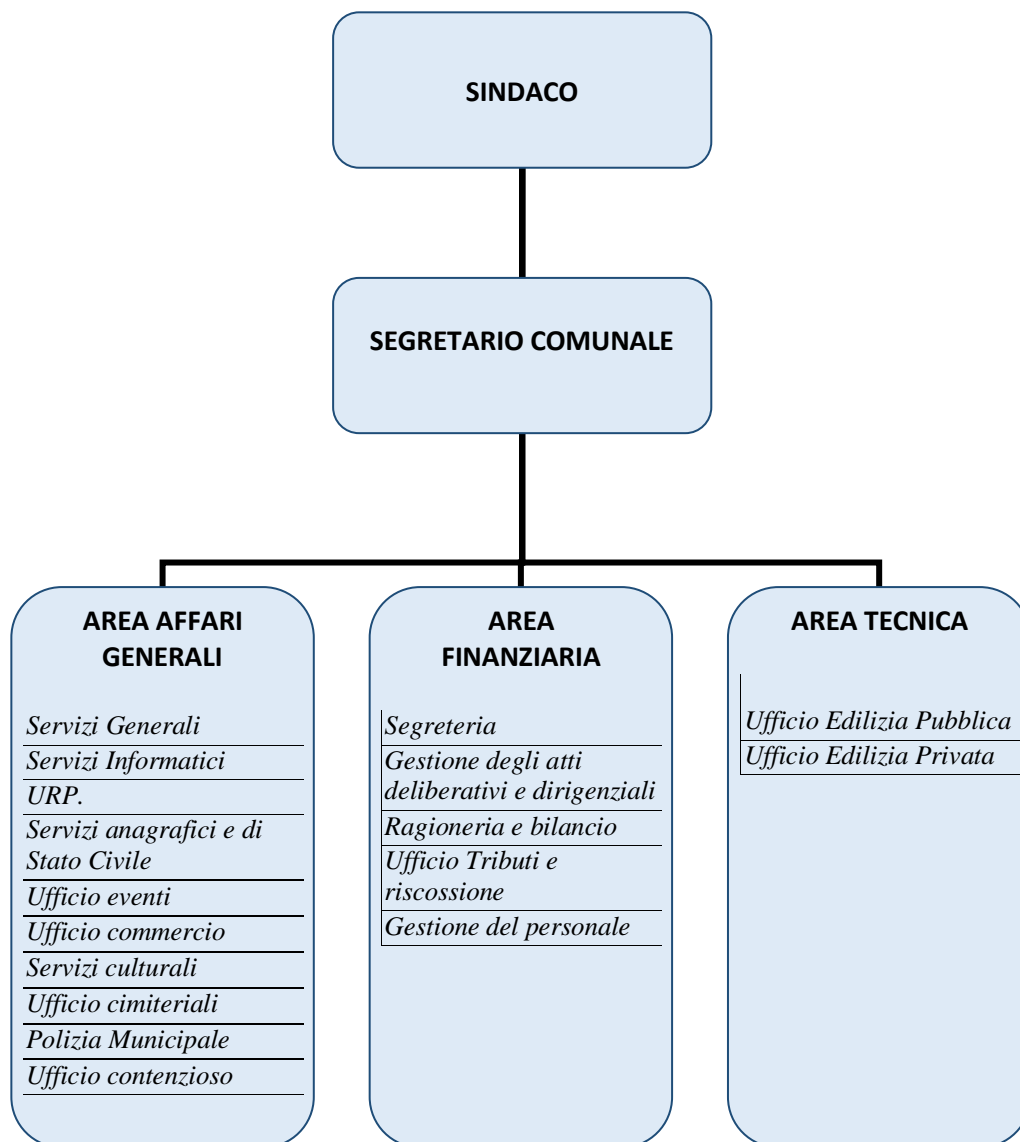 SINDACO
SEGRETARIO COMUNALE
AREA AFFARI
GENERALI
Servizi Generali
Servizi Informatici
URP.
Servizi anagrafici e di
Stato Civile
Ufficio eventi
Ufficio commercio
Servizi culturali
Ufficio cimiteriali
Polizia Municipale
Ufficio contenzioso
AREA
FINANZIARIA
Segreteria
Gestione degli atti
deliberativi e dirigenziali
Ragioneria e bilancio
Ufficio Tributi e
riscossione
Gestione del personale
AREA TECNICA
Ufficio Edilizia Pubblica
Ufficio Edilizia Privata